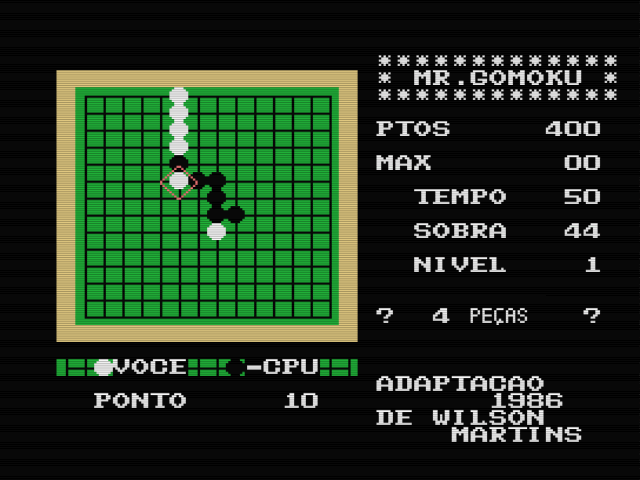 *************
* MR.GOMOKU *
*************
PTOS 400
MAX 00
TEMPO 50
SOBRA 44
NIVEL 1
? 4 PEÇAS ?
VOCE -CPU
PONTO 10
ADAPTACAO
1986
DE WILSON
MARTINS